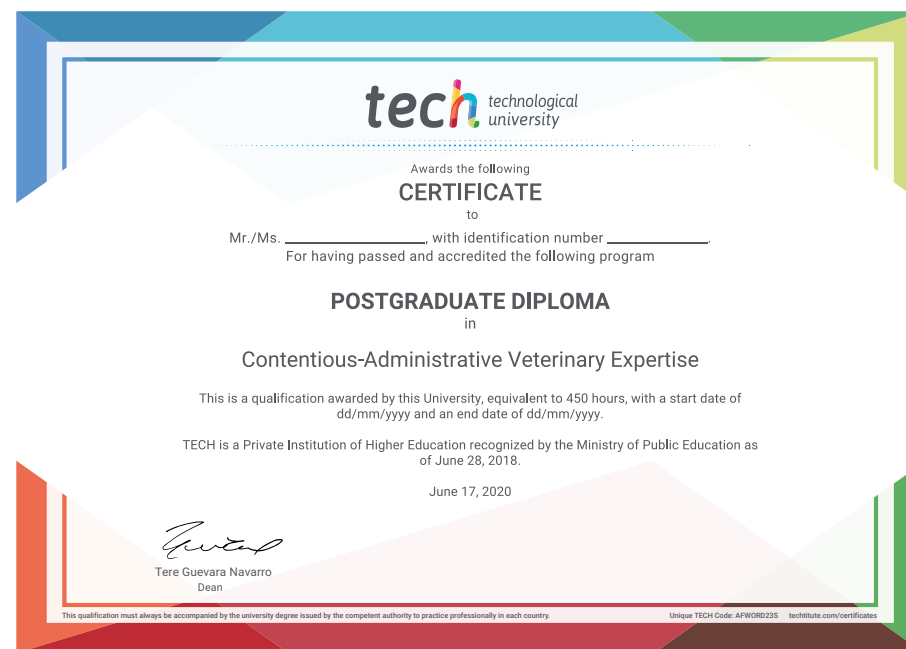 tech technological
university
Awards the following
CERTIFICATE
to
Mr./Ms. ____________________, with identification number ______________.
For having passed and accredited the following program
POSTGRADUATE DIPLOMA
in
Contentious-Administrative Veterinary Expertise
This is a qualification awarded by this University, equivalent to 450 hours, with a start date of
dd/mm/yyyy and an end date of dd/mm/yyyy.
TECH is a Private Institution of Higher Education recognized by the Ministry of Public Education as
of June 28, 2018.
June 17, 2020
Tere Guevara Navarro
Dean
This qualification must always be accompanied by the university degree issued by the competent authority to practice professionally in each country. Unique TECH Code: AFWORD23S techtitute.com/certificates